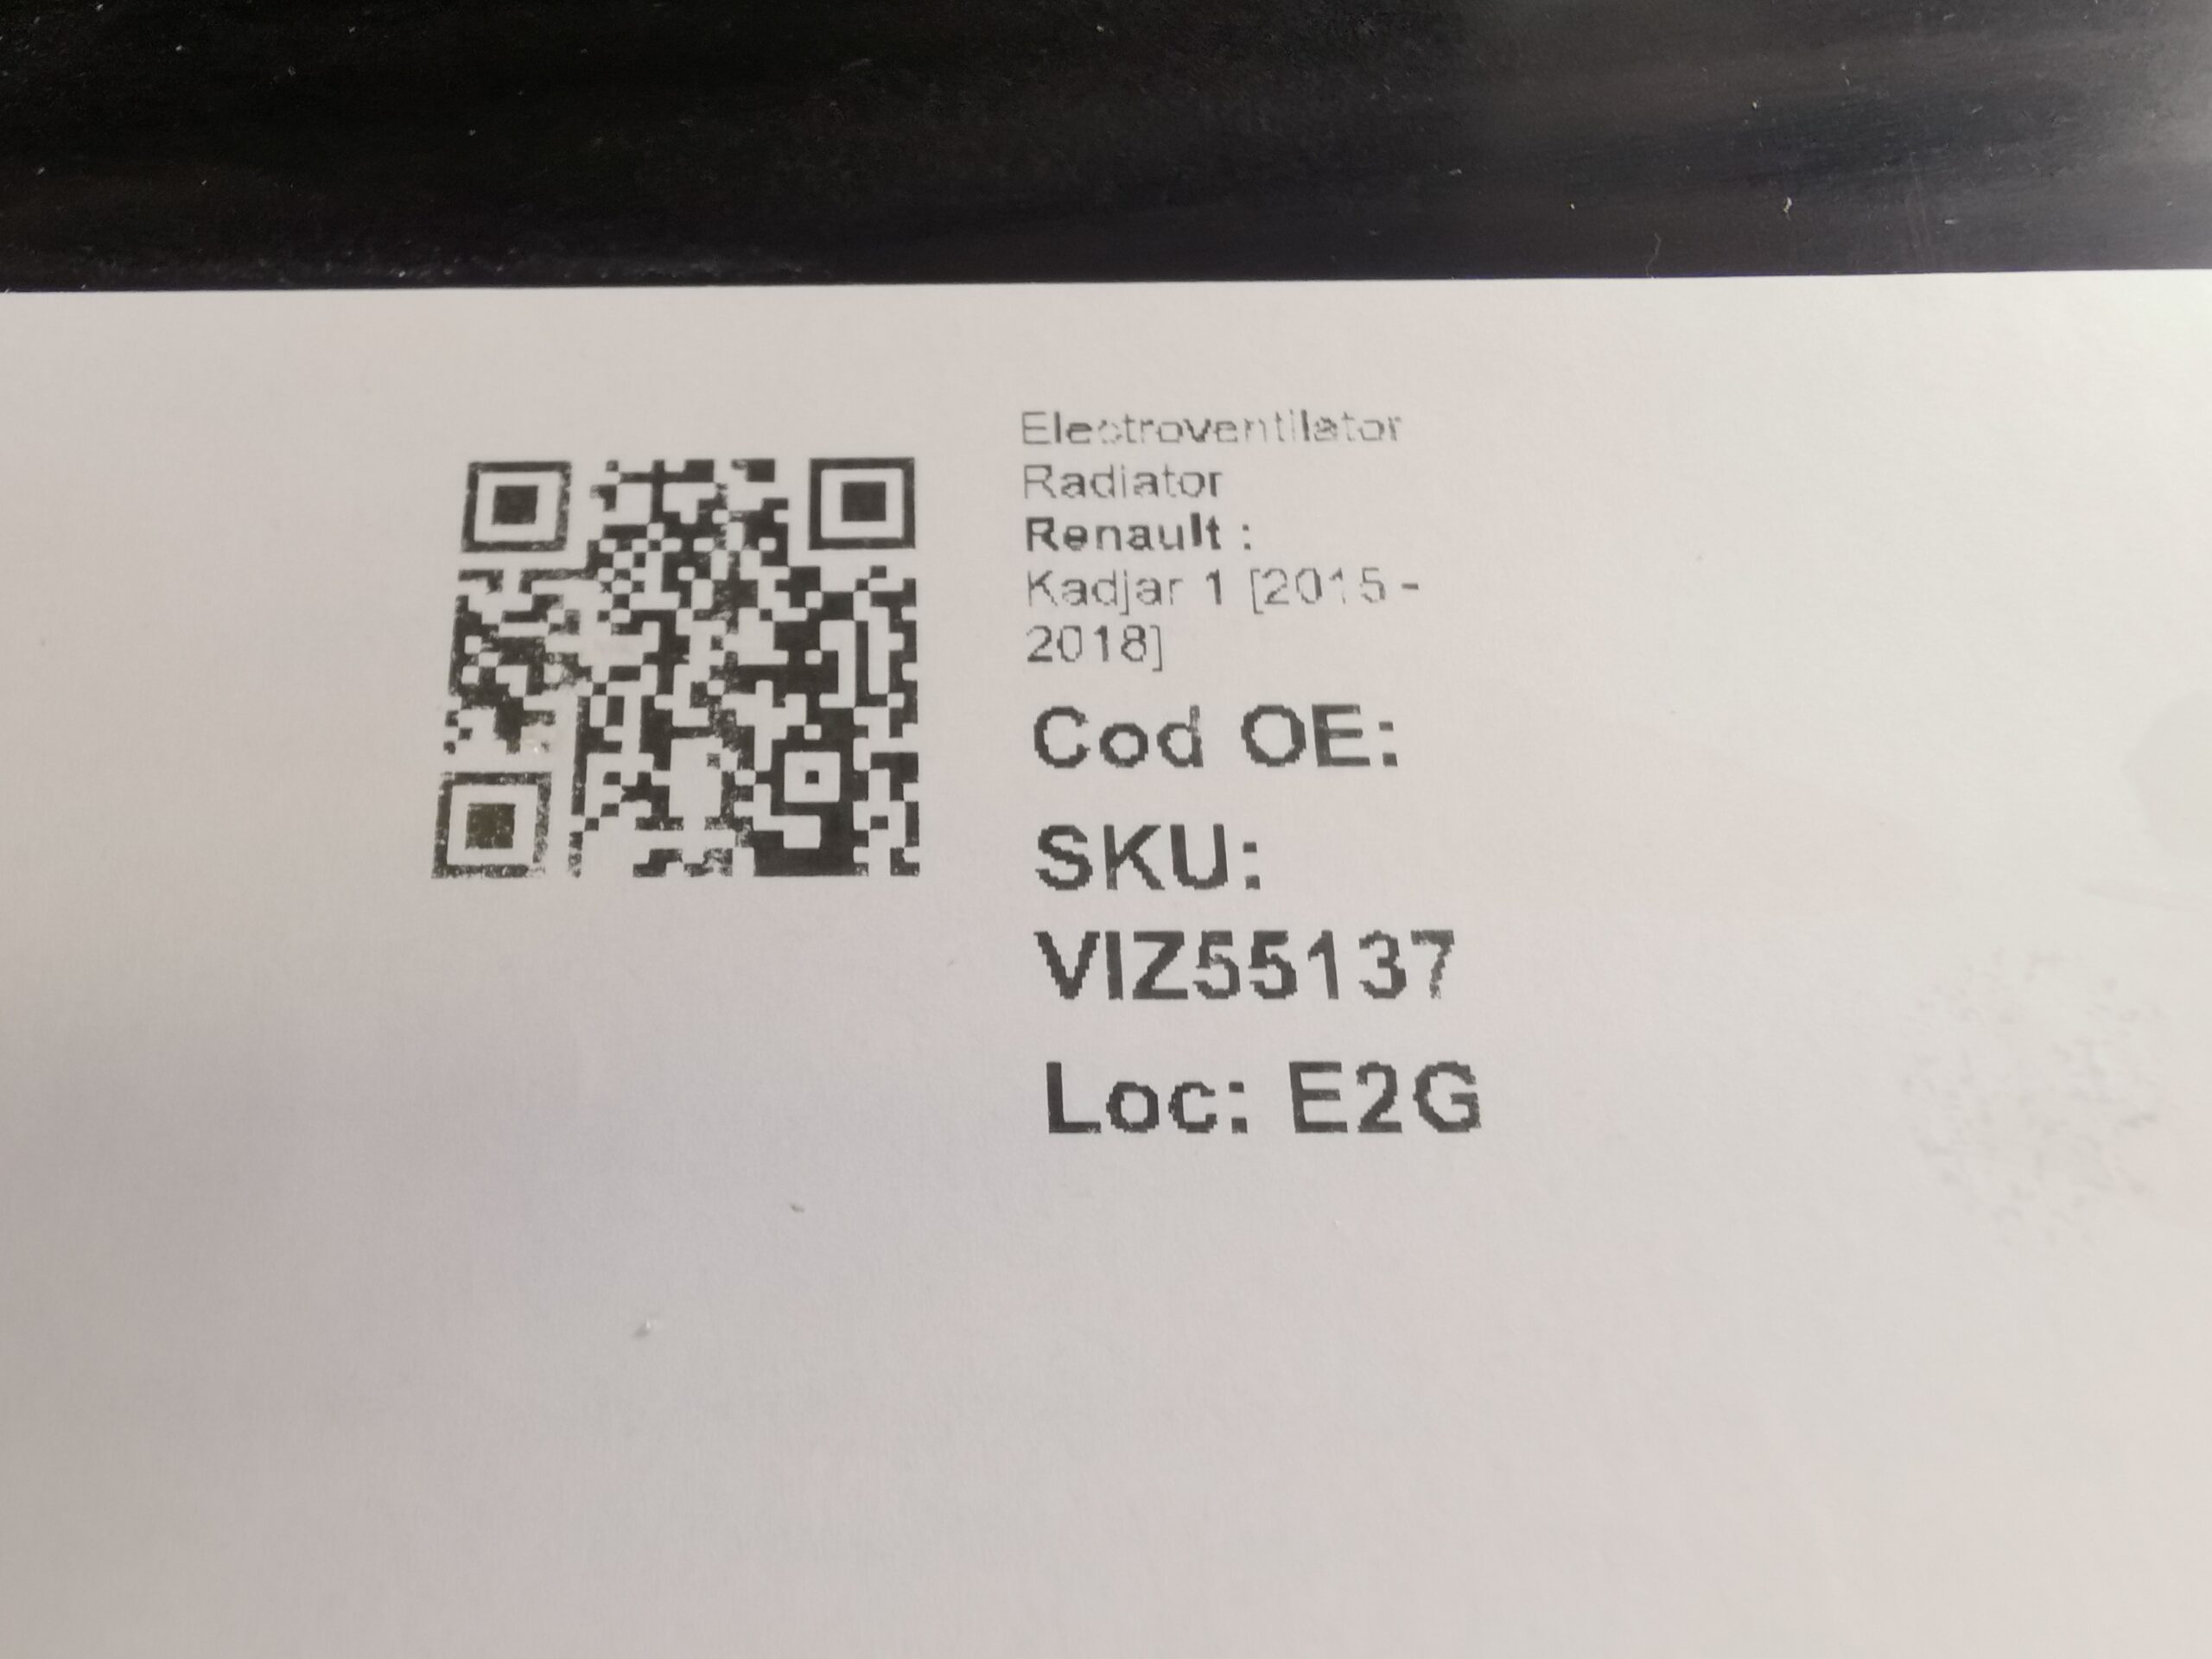 Electroventilator
Radiator
Renault :
Kadjar 1 [2015 -
2018]
Cod OE:
SKU:
VIZ55137
Loc: E2G